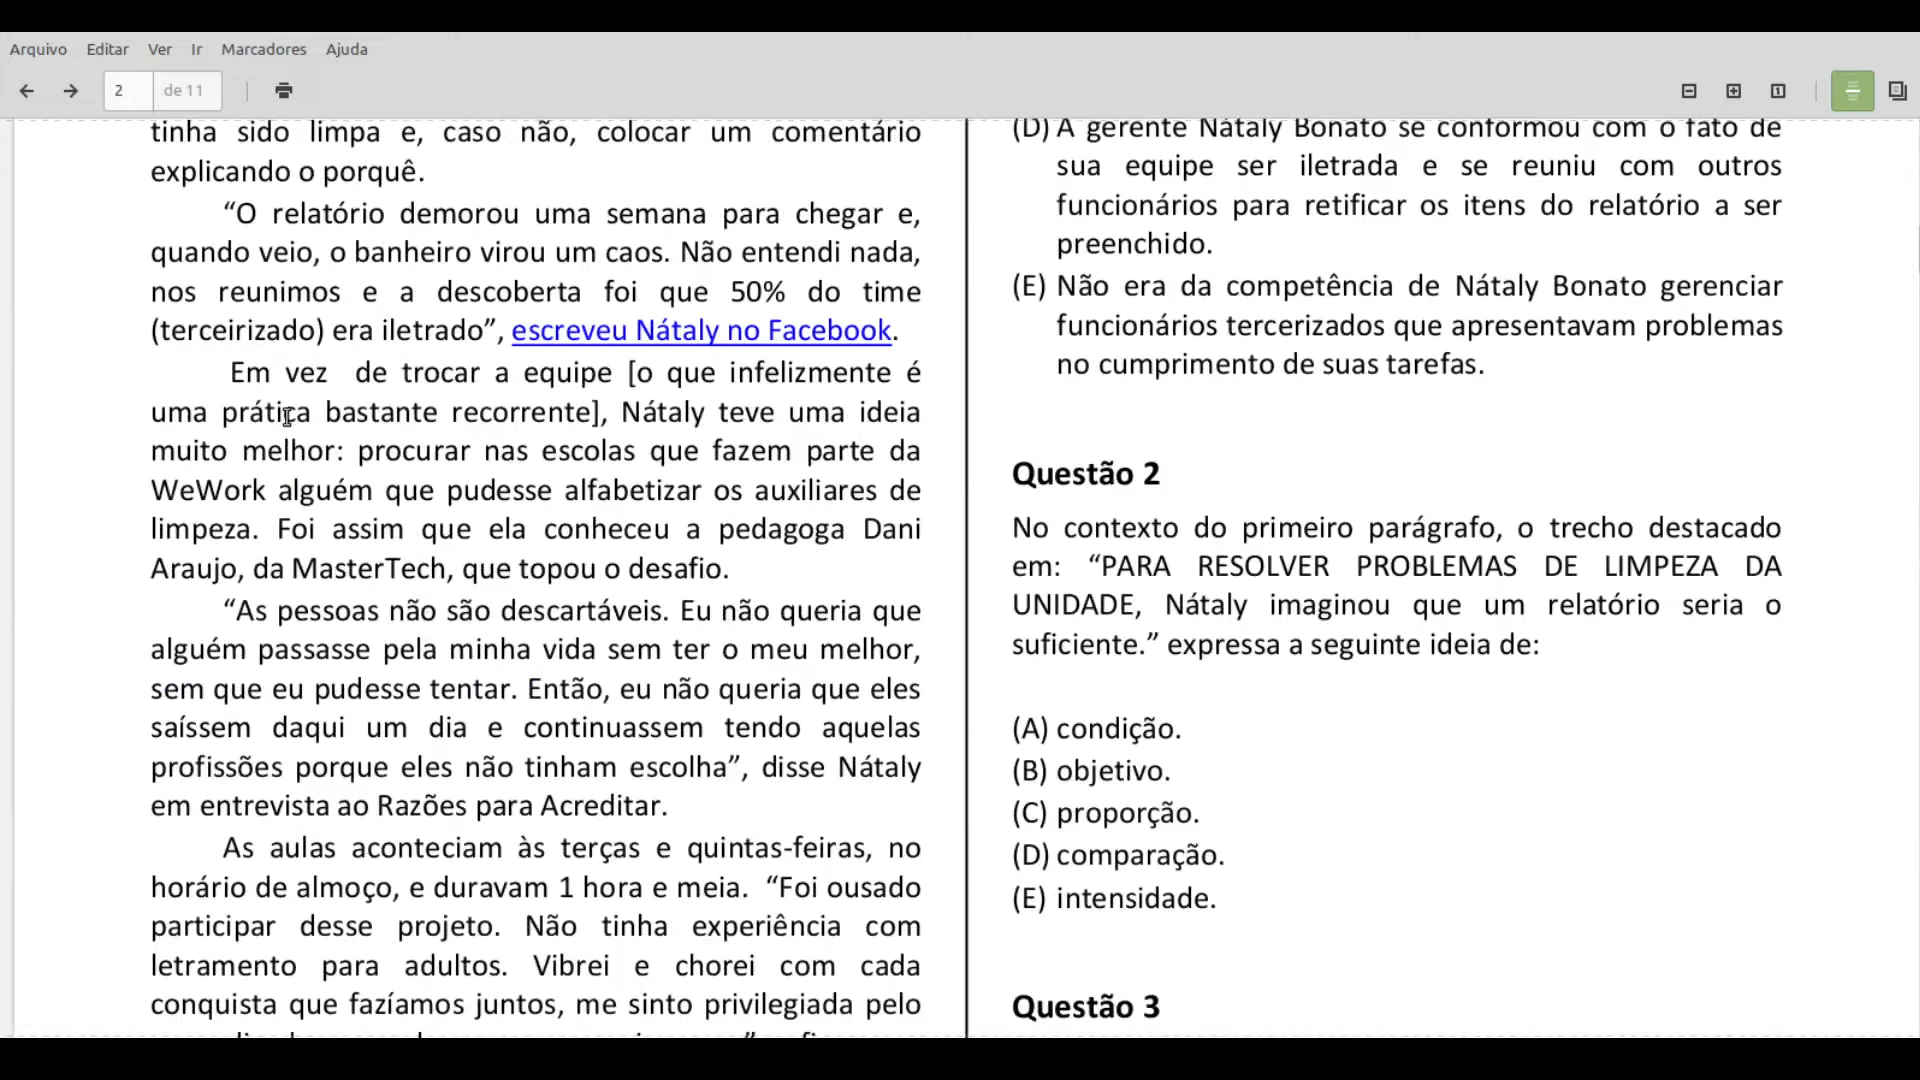 Arquivo Editar Ver Ir Marcadores Ajuda
2 de 11
tinha sido limpa e, caso não, colocar um comentário
explicando o porquê.
“O relatório demorou uma semana para chegar e,
quando veio, o banheiro virou um caos. Não entendi nada,
nos reunimos e a descoberta foi que 50% do time
(terceirizado) era iletrado”, escreveu Nátaly no Facebook.
Em vez de trocar a equipe [o que infelizmente é
uma prática bastante recorrente], Nátaly teve uma ideia
muito melhor: procurar nas escolas que fazem parte da
WeWork alguém que pudesse alfabetizar os auxiliares de
limpeza. Foi assim que ela conheceu a pedagoga Dani
Araujo, da MasterTech, que topou o desafio.
“As pessoas não são descartáveis. Eu não queria que
alguém passasse pela minha vida sem ter o meu melhor,
sem que eu pudesse tentar. Então, eu não queria que eles
saíssem daqui um dia e continuassem tendo aquelas
profissões porque eles não tinham escolha”, disse Nátaly
em entrevista ao Razões para Acreditar.
As aulas aconteciam às terças e quintas-feiras, no
horário de almoço, e duravam 1 hora e meia. “Foi ousado
participar desse projeto. Não tinha experiência com
letramento para adultos. Vibrei e chorei com cada
conquista que fazíamos juntos, me sinto privilegiada pelo
(D) A gerente Nátaly Bonato se conformou com o fato de
sua equipe ser iletrada e se reuniu com outros
funcionários para retificar os itens do relatório a ser
preenchido.
(E) Não era da competência de Nátaly Bonato gerenciar
funcionários tercerizados que apresentavam problemas
no cumprimento de suas tarefas.
Questão 2
No contexto do primeiro parágrafo, o trecho destacado
em: “PARA RESOLVER PROBLEMAS DE LIMPEZA DA
UNIDADE, Nátaly imaginou que um relatório seria o
suficiente.” expressa a seguinte ideia de:
(A) condição.
(B) objetivo.
(C) proporção.
(D) comparação.
(E) intensidade.
Questão 3